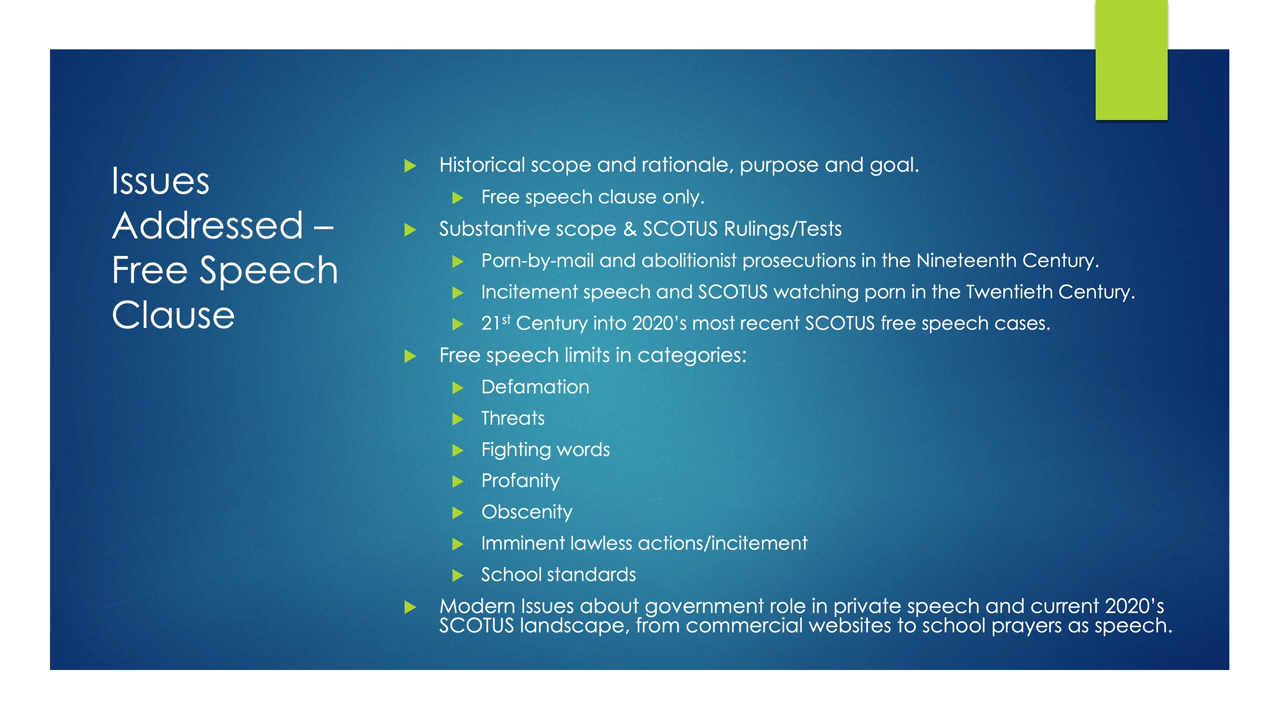 Issues
Addressed –
Free Speech
Clause
Historical scope and rationale, purpose and goal.
Free speech clause only.
Substantive scope & SCOTUS Rulings/Tests
Porn-by-mail and abolitionist prosecutions in the Nineteenth Century.
Incitement speech and SCOTUS watching porn in the Twentieth Century.
21st Century into 2020’s most recent SCOTUS free speech cases.
Free speech limits in categories:
Defamation
Threats
Fighting words
Profanity
Obscenity
Imminent lawless actions/incitement
School standards
Modern Issues about government role in private speech and current 2020’s
SCOTUS landscape, from commercial websites to school prayers as speech.